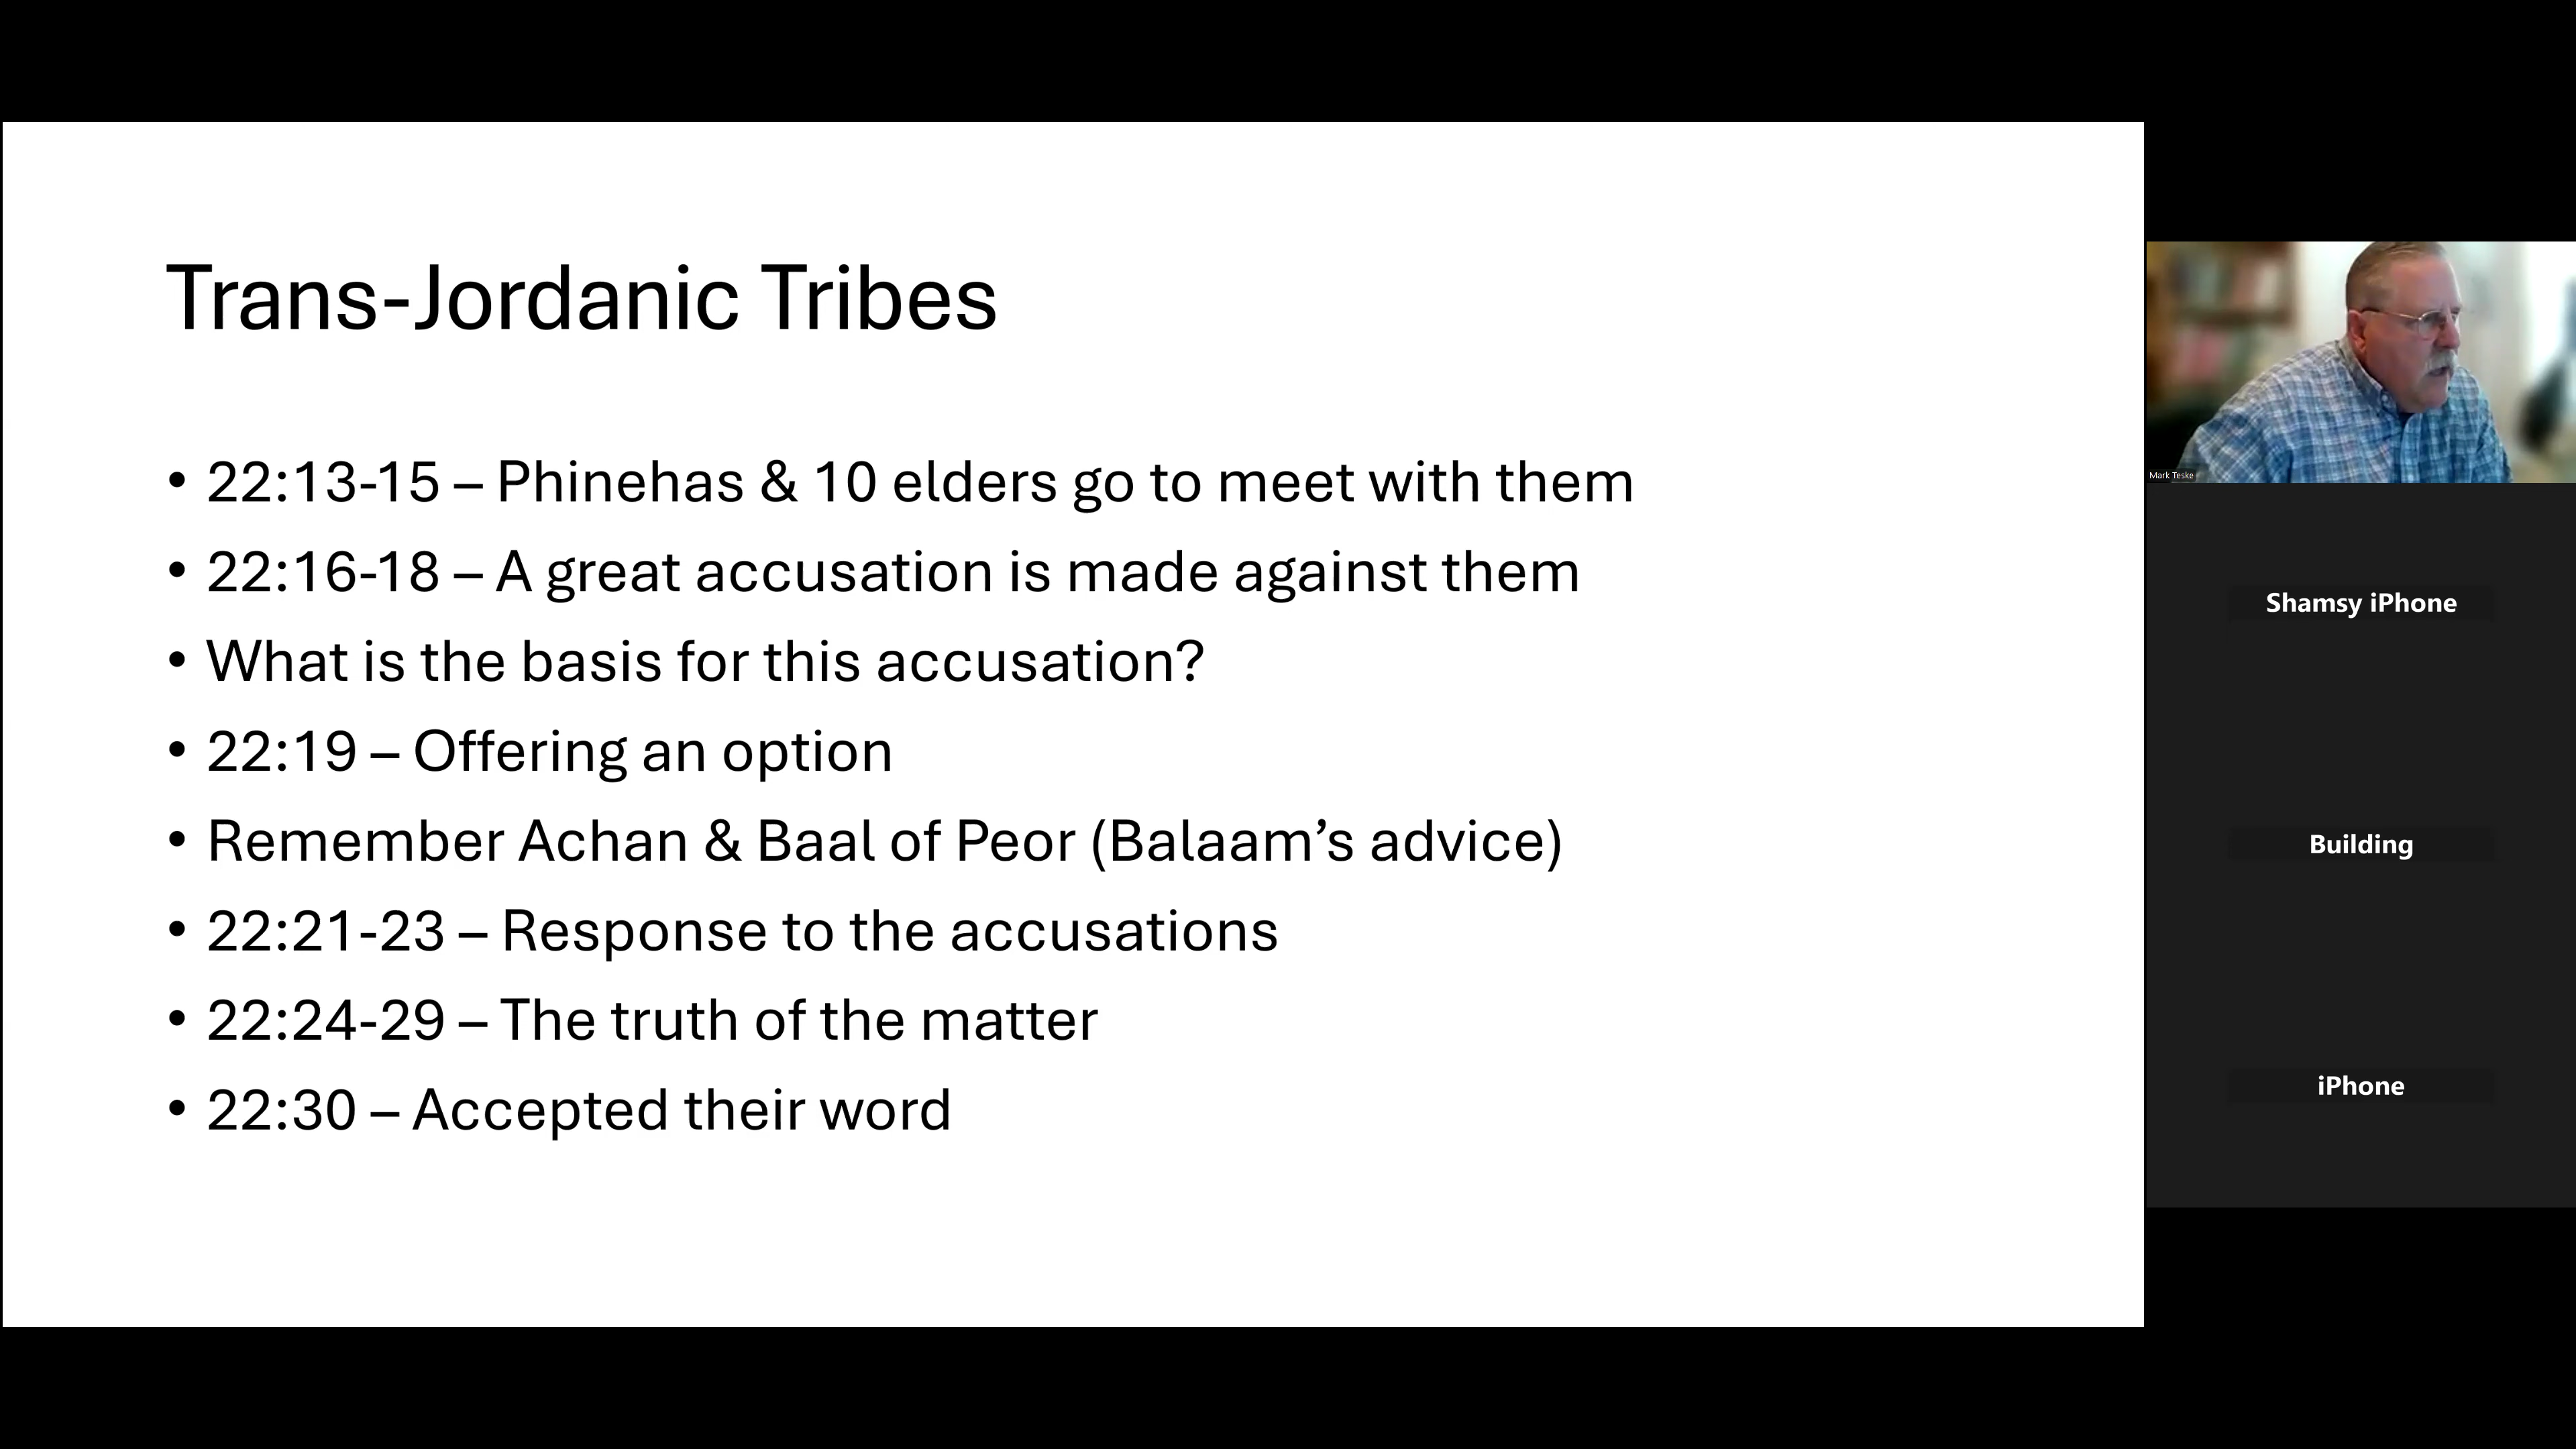 Trans-Jordanic Tribes
• 22:13-15 – Phinehas & 10 elders go to meet with them
• 22:16-18 – A great accusation is made against them
• What is the basis for this accusation?
• 22:19 – Offering an option
• Remember Achan & Baal of Peor (Balaam’s advice)
• 22:21-23 – Response to the accusations
• 22:24-29 – The truth of the matter
• 22:30 – Accepted their word
Mark Teske
Shamsy iPhone
Building
iPhone